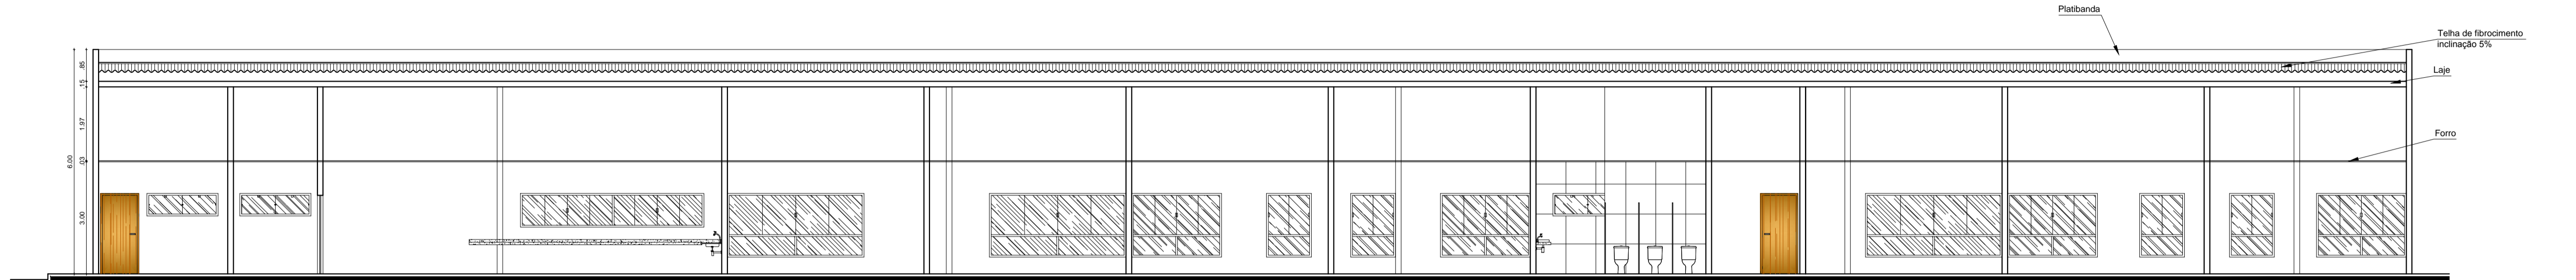 Platibanda
Telha de fibrocimento
inclinação 5%
Laje
Forro
6.00
.85
.15
1.97
.03
3.00